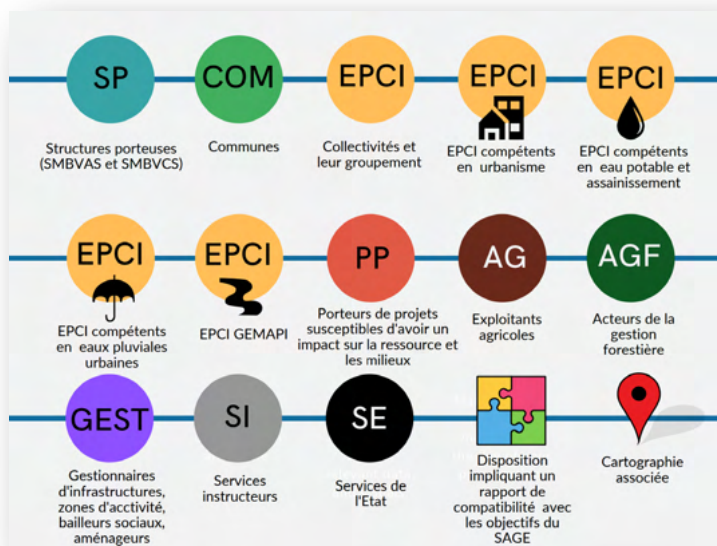 SP
COM
EPCI
EPCI
EPCI
Structures porteuses
(SMBVAS et SMBVCS)
Communes
Collectivités et
leur groupement
EPCI compétents
en urbanisme
EPCI compétents
en eau potable et
assainissement
EPCI
EPCI
PP
AG
AGF
EPCI compétents
en eaux pluviales
urbaines
EPCI GEMAPI
Porteurs de projets
susceptibles d'avoir un
impact sur la ressource et
les milieux
Exploitants
agricoles
Acteurs de la
gestion
forestière
GEST
SI
SE
Gestionnaires
d'infrastructures,
zones d'acctivité,
bailleurs sociaux,
aménageurs
Services
instructeurs
Services de
l'Etat
Disposition
impliquant un
rapport de
compatibilité avec
les objectifs du
SAGE
Cartographie
associée